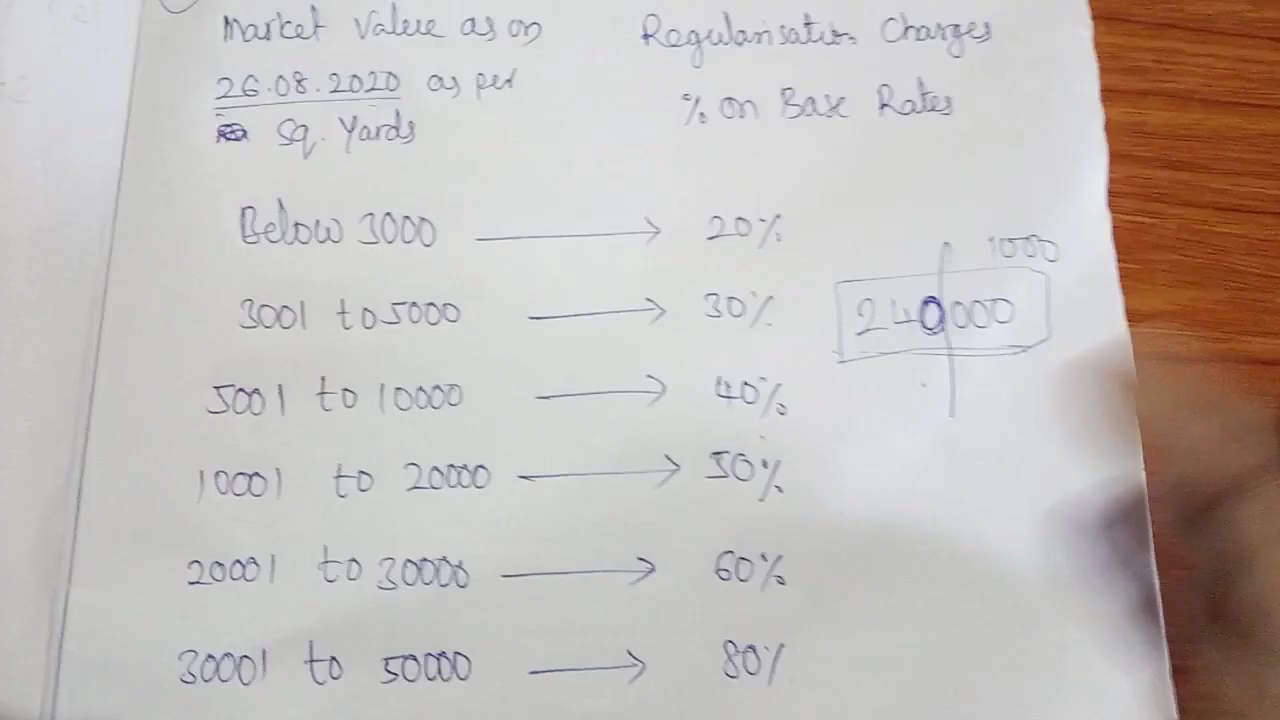 Market Value as on
26.08.2020 as per
Sq. Yards
Regularisation Charges
% on Base Rates
Below 3000 → 20%
3001 to 5000 → 30%
5001 to 10000 → 40%
10001 to 20000 → 50%
20001 to 30000 → 60%
30001 to 50000 → 80%
1000
240000